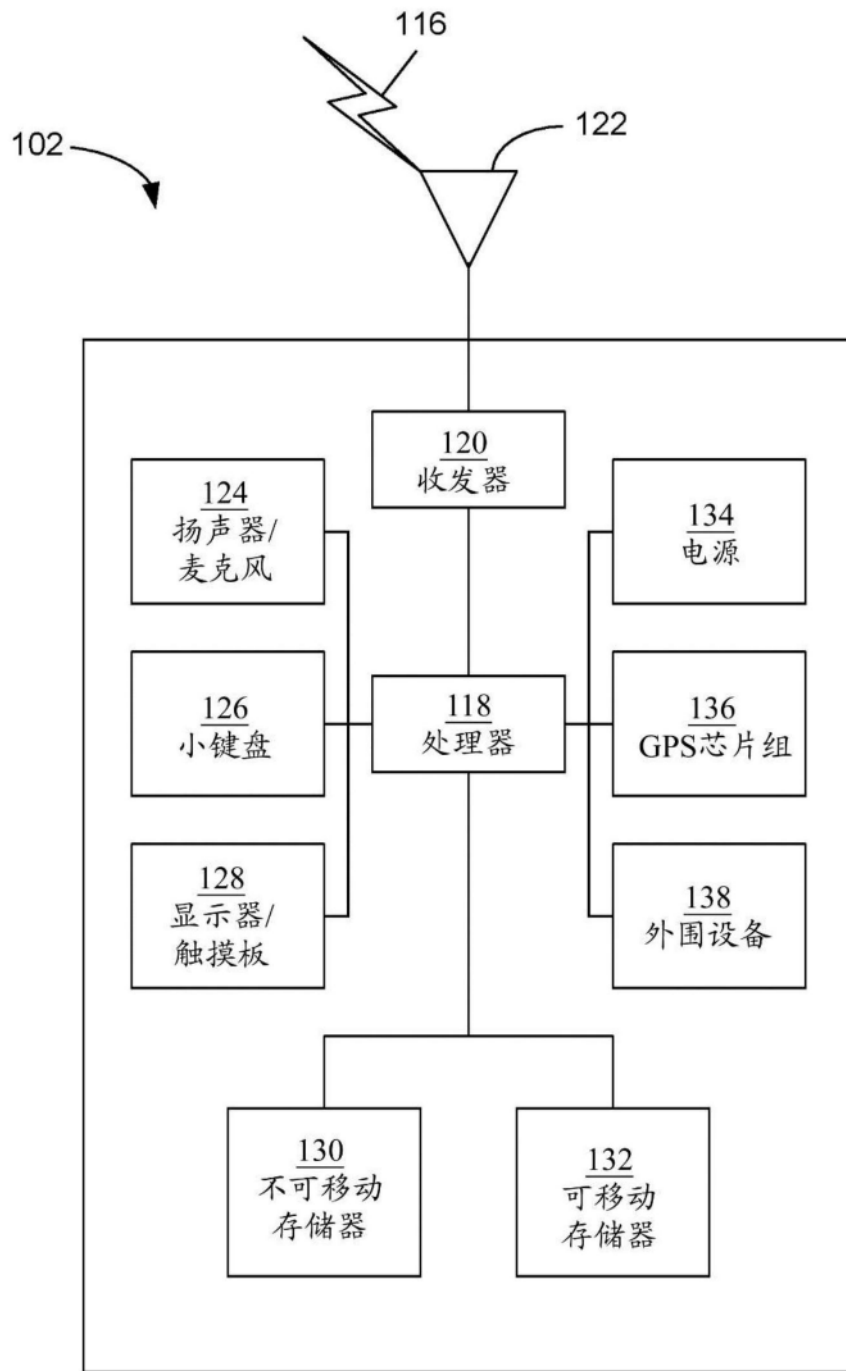 116
122
102
120
收发器
124
扬声器/
麦克风
134
电源
126
小键盘
118
处理器
136
GPS芯片组
128
显示器/
触摸板
138
外围设备
130
不可移动
存储器
132
可移动
存储器